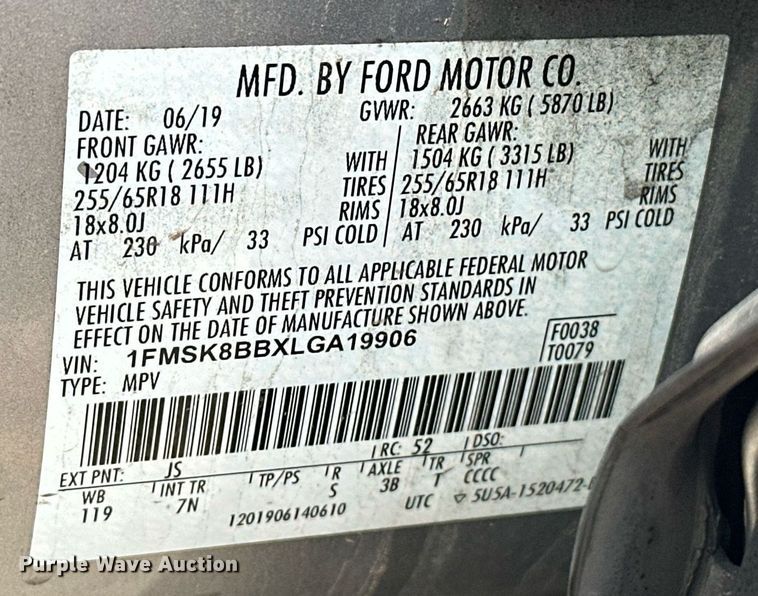 MFD. BY FORD MOTOR CO.
DATE: 06/19 GVWR: 2663 KG ( 5870 LB)
FRONT GAWR: REAR GAWR:
1204 KG ( 2655 LB) WITH 1504 KG ( 3315 LB) WITH
255/65R18 111H TIRES 255/65R18 111H TIRES
18x8.0J RIMS 18x8.0J RIMS
AT 230 kPa/ 33 PSI COLD AT 230 kPa/ 33 PSI COLD
THIS VEHICLE CONFORMS TO ALL APPLICABLE FEDERAL MOTOR
VEHICLE SAFETY AND THEFT PREVENTION STANDARDS IN
EFFECT ON THE DATE OF MANUFACTURE SHOWN ABOVE.
VIN: 1FMSK8BBXLGA19906 F0038
TYPE: MPV T0079
EXT PNT: JS RC: 52 DSO:
WB INT TR TP/PS R AXLE TR SPR
119 7N S 3B T CCCC
1201906140610 UTC 5U5A-1520472-
Purple Wave Auction